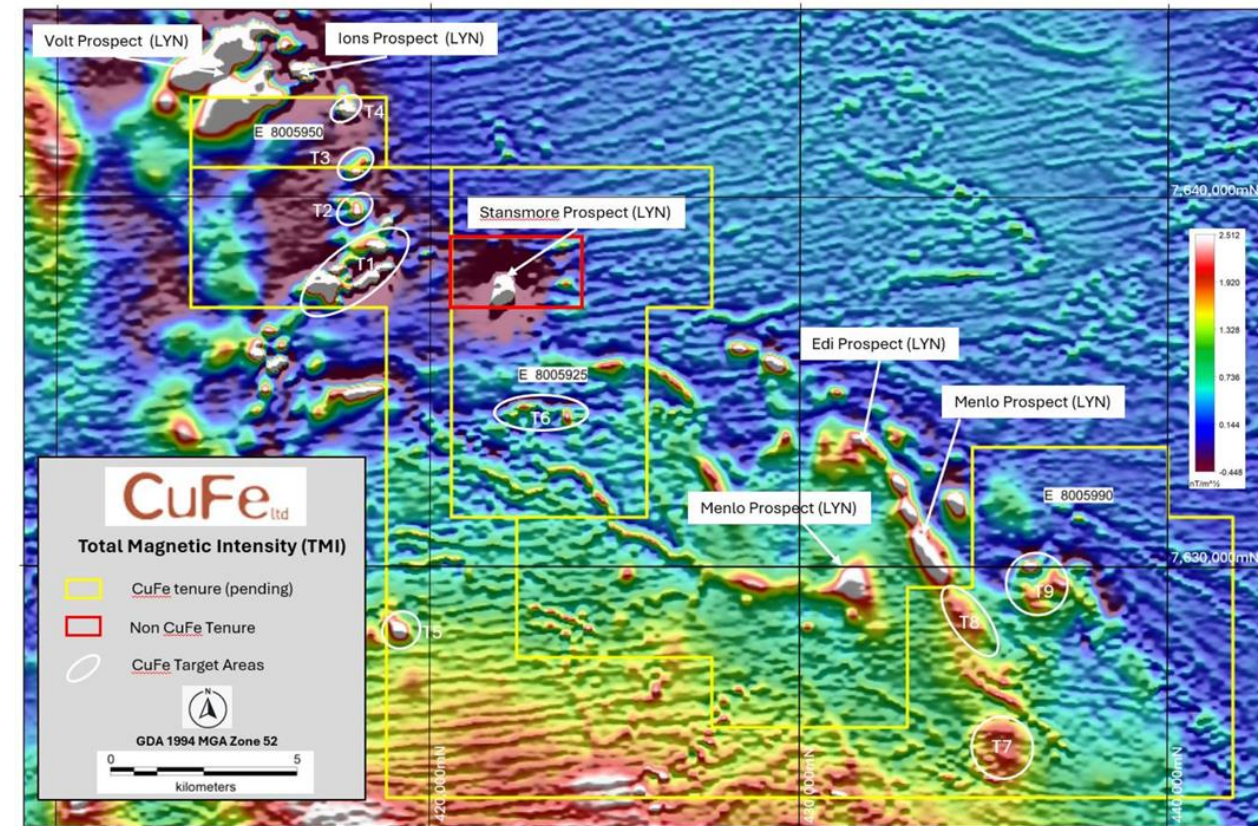 Volt Prospect (LYN)
Ions Prospect (LYN)
T4
E 8005950
T3
T2
7,640,000mN
Stansmore Prospect (LYN)
T1
2.512
1.920
1.328
0.736
0.144
-0.448
nT/m^½
Edi Prospect (LYN)
E 8005925
Menlo Prospect (LYN)
T6
E 8005990
Menlo Prospect (LYN)
7,630,000mN
T9
T8
T5
T7
420,000mN
430,000mN
440,000mN
CuFe ltd
Total Magnetic Intensity (TMI)
CuFe tenure (pending)
Non CuFe Tenure
CuFe Target Areas
N
GDA 1994 MGA Zone 52
0 5
kilometers